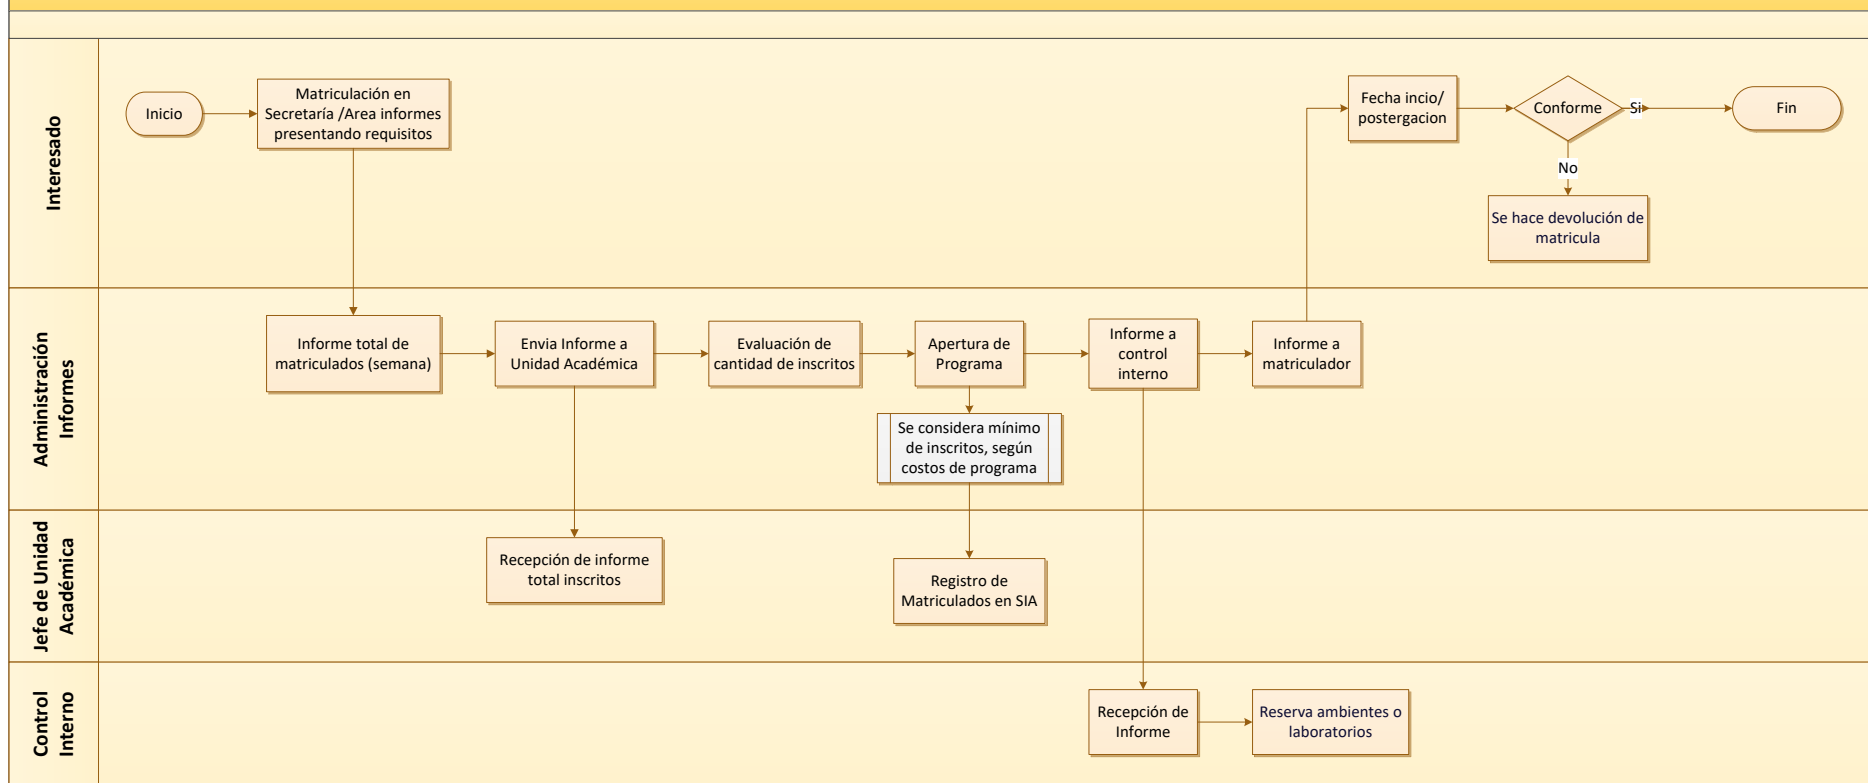 Interesado
Inicio
Matriculación en
Secretaría /Area informes
presentando requisitos
Fecha incio/
postergacion
Conforme
Si
Fin
No
Se hace devolución de
matricula
Administración
Informes
Informe total de
matriculados (semana)
Envia Informe a
Unidad Académica
Evaluación de
cantidad de inscritos
Apertura de
Programa
Informe a
control
interno
Informe a
matriculador
Se considera mínimo
de inscritos, según
costos de programa
Jefe de Unidad
Académica
Recepción de informe
total inscritos
Registro de
Matriculados en SIA
Control
Interno
Recepción de
Informe
Reserva ambientes o
laboratorios